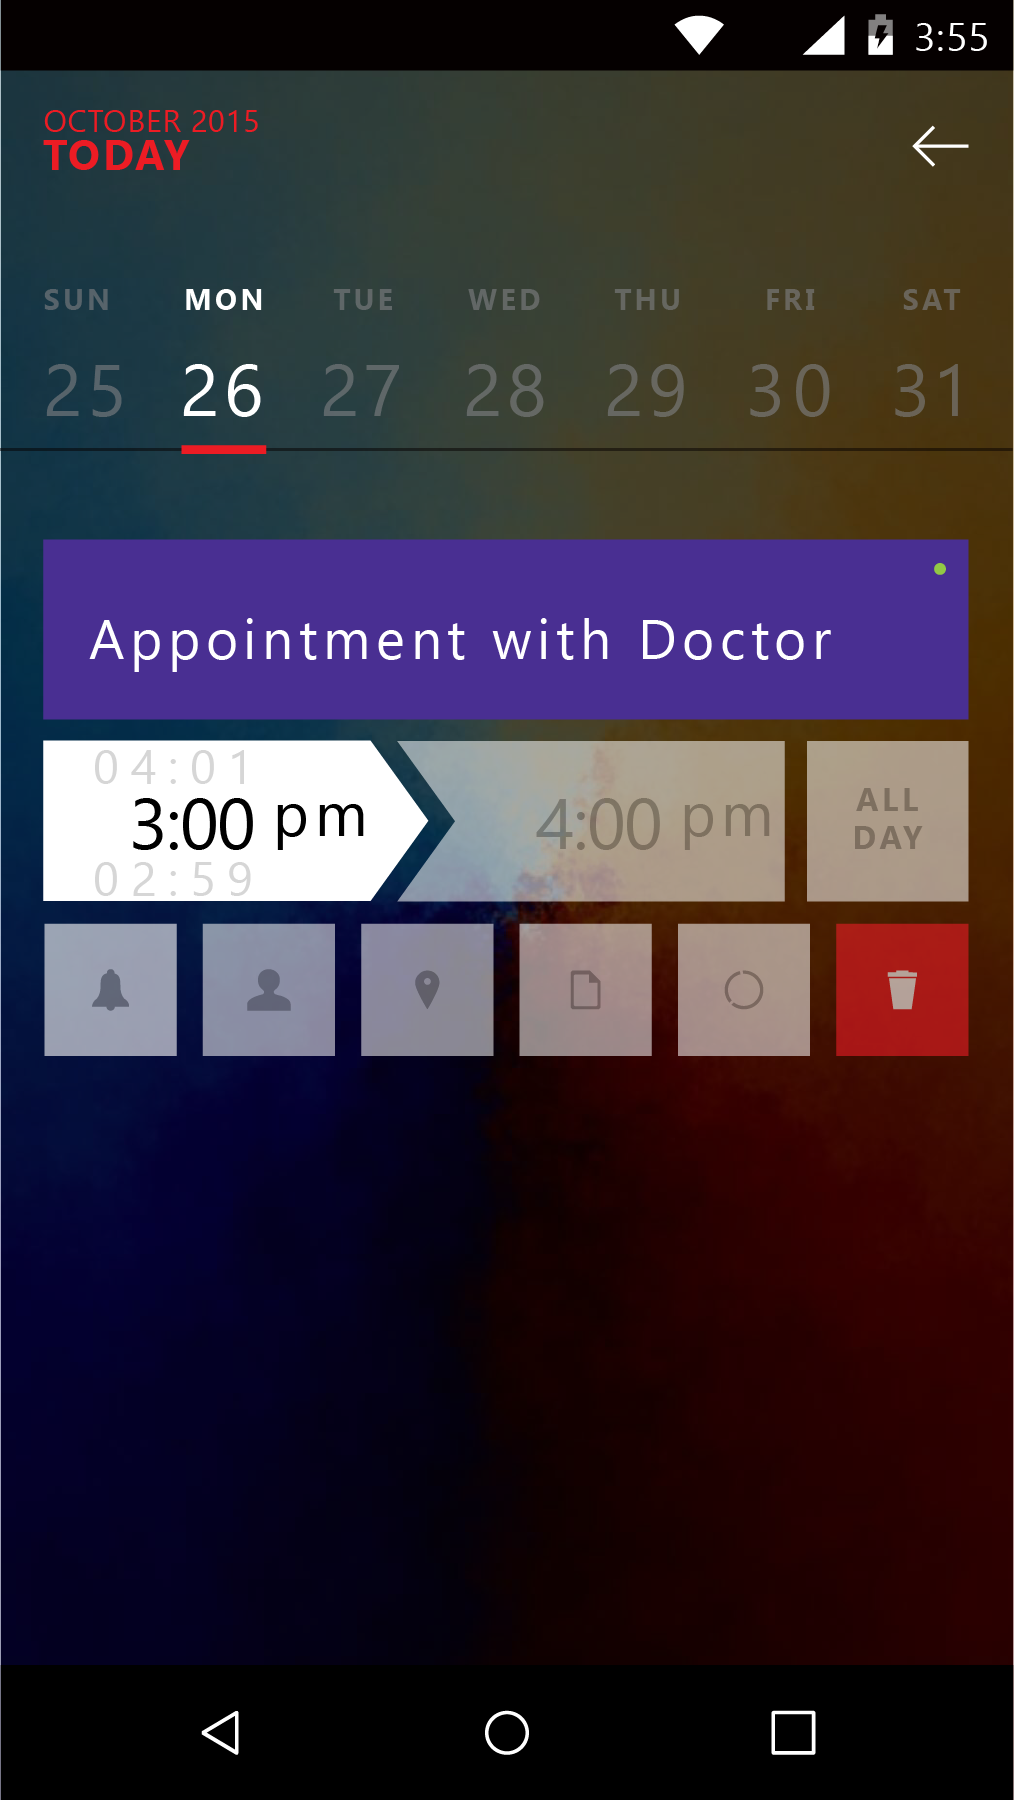 3:55
OCTOBER 2015
TODAY
SUN MON TUE WED THU FRI SAT
25 26 27 28 29 30 31
Appointment with Doctor
04:01
3:00 pm
02:59
4:00 pm
ALL
DAY